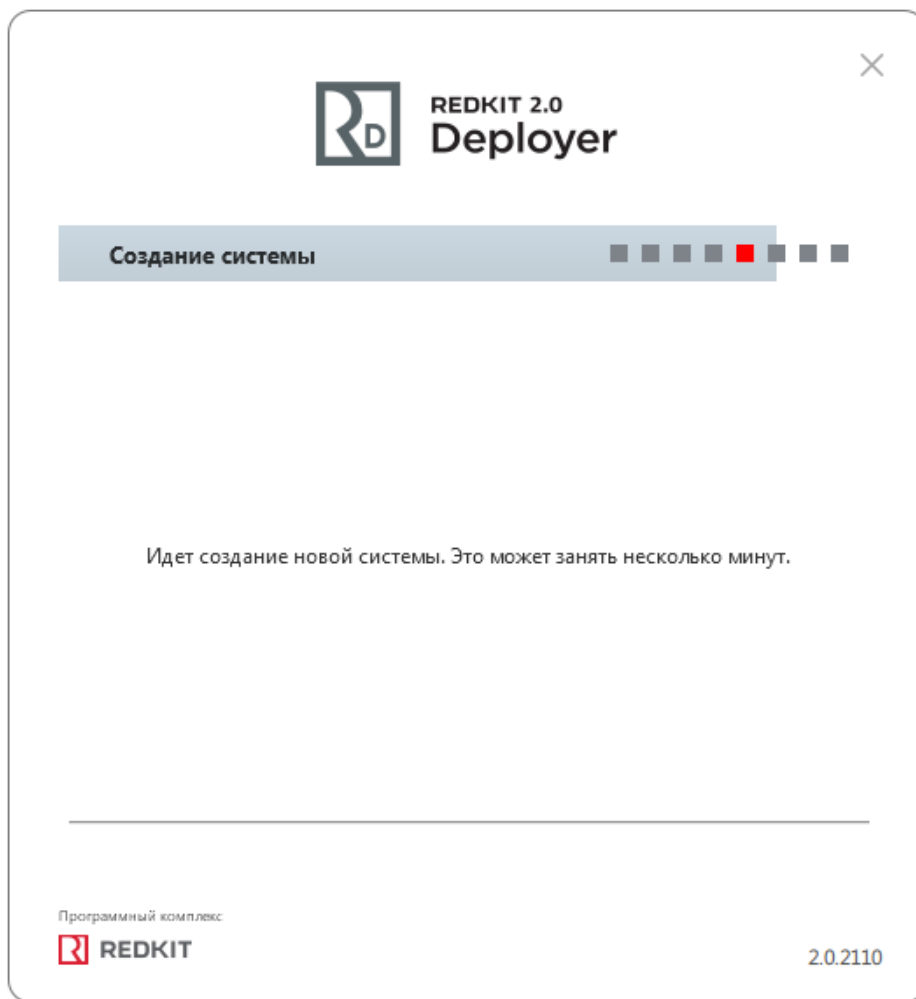 RD
REDKIT 2.0
Deployer
Создание системы
Идет создание новой системы. Это может занять несколько минут.
Программный комплекс
R REDKIT
2.0.2110